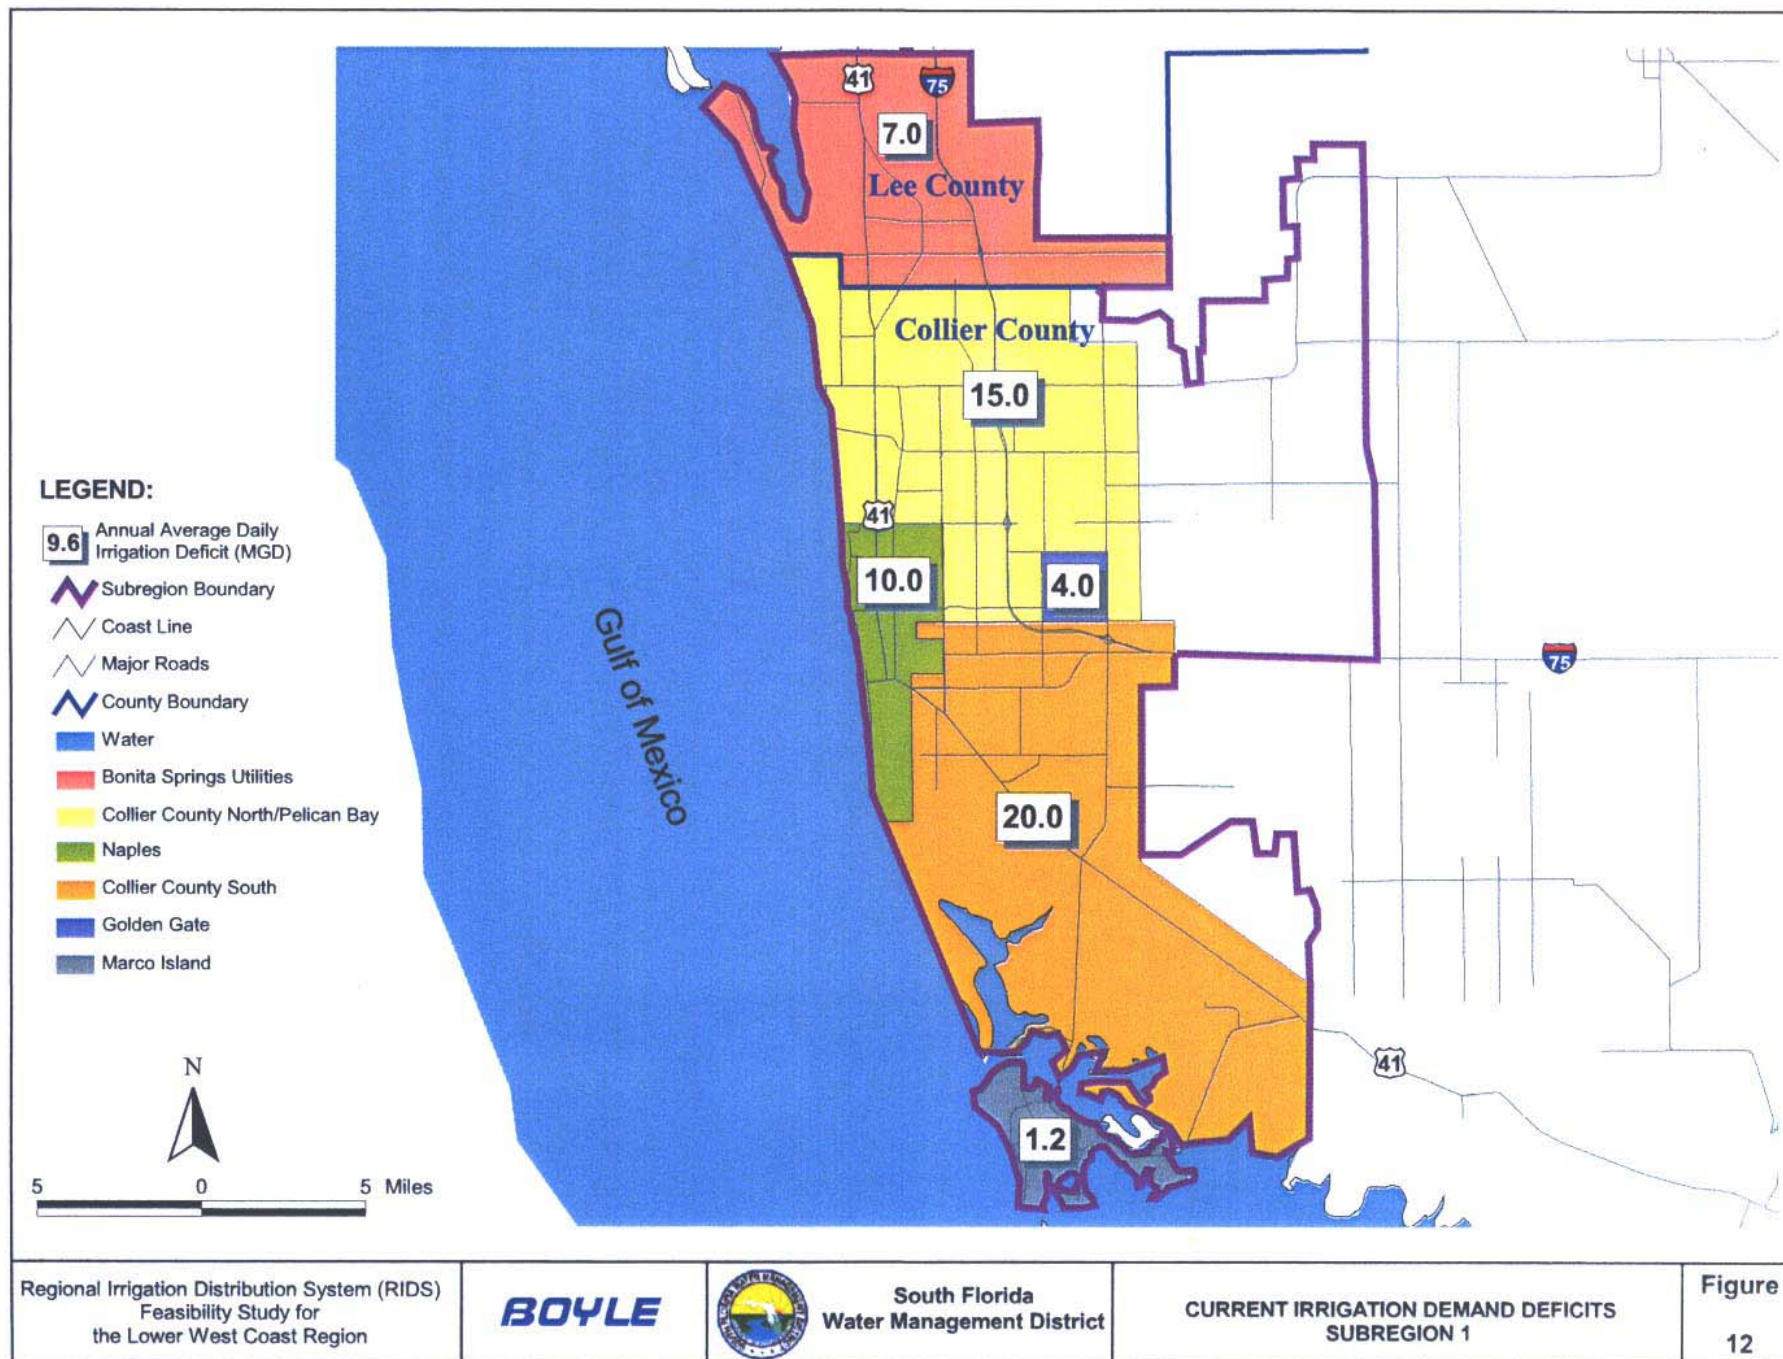 41
75
7.0
Lee County
Collier County
15.0
LEGEND:
9.6
Annual Average Daily
Irrigation Deficit (MGD)
Subregion Boundary
Coast Line
Major Roads
County Boundary
Water
Bonita Springs Utilities
Collier County North/Pelican Bay
Naples
Collier County South
Golden Gate
Marco Island
41
10.0
4.0
Gulf of Mexico
75
20.0
41
1.2
N
5 0 5 Miles
Regional Irrigation Distribution System (RIDS)
Feasibility Study for
the Lower West Coast Region
BOYLE
South Florida
Water Management District
CURRENT IRRIGATION DEMAND DEFICITS
SUBREGION 1
Figure
12